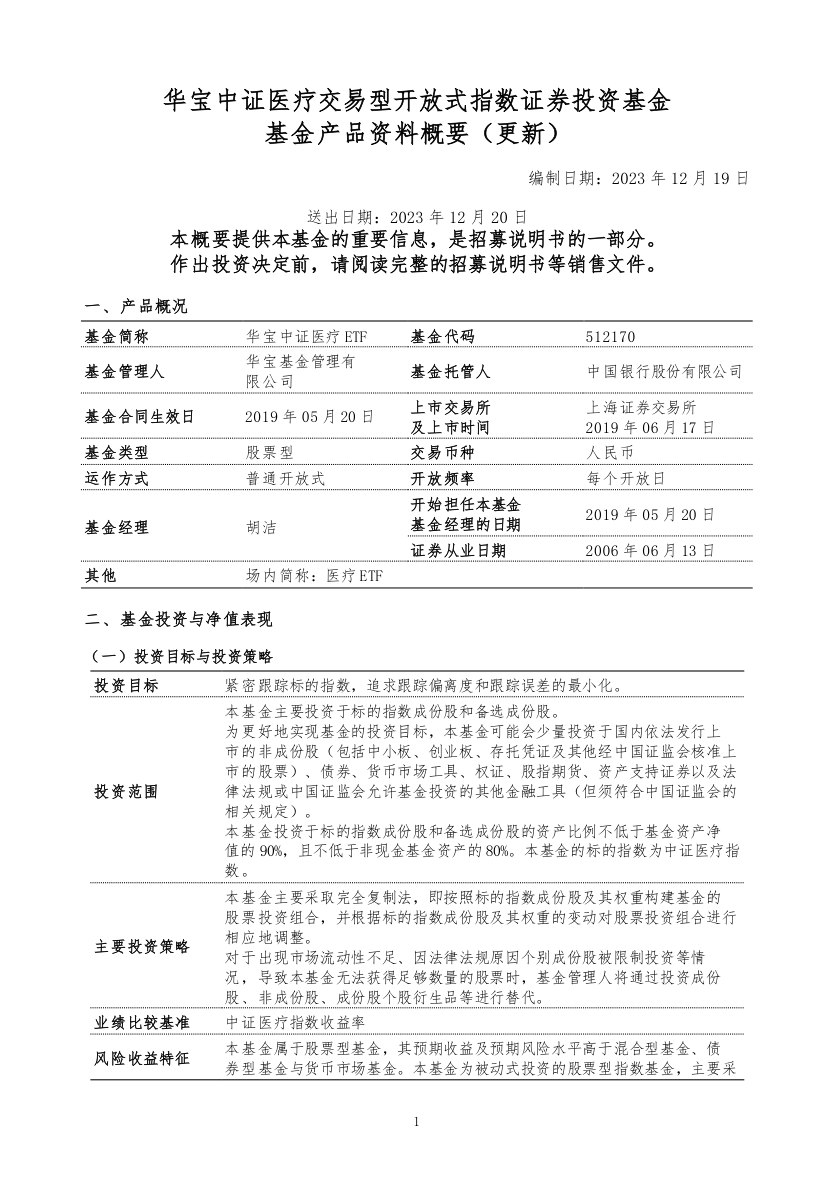 华宝中证医疗交易型开放式指数证券投资基金
基金产品资料概要（更新）
编制日期：2023 年 12 月 19 日
送出日期：2023 年 12 月 20 日
本概要提供本基金的重要信息，是招募说明书的一部分。
作出投资决定前，请阅读完整的招募说明书等销售文件。
一、产品概况
基金简称 华宝中证医疗 ETF 基金代码 512170
基金管理人 华宝基金管理有
限公司 基金托管人 中国银行股份有限公司
基金合同生效日 2019 年 05 月 20 日 上市交易所
及上市时间 上海证券交易所
2019 年 06 月 17 日
基金类型 股票型 交易币种 人民币
运作方式 普通开放式 开放频率 每个开放日
基金经理 胡洁 开始担任本基金
基金经理的日期 2019 年 05 月 20 日
证券从业日期 2006 年 06 月 13 日
其他 场内简称：医疗 ETF
二、基金投资与净值表现
（一）投资目标与投资策略
投资目标 紧密跟踪标的指数，追求跟踪偏离度和跟踪误差的最小化。
投资范围 本基金主要投资于标的指数成份股和备选成份股。
为更好地实现基金的投资目标，本基金可能会少量投资于国内依法发行上
市的非成份股（包括中小板、创业板、存托凭证及其他经中国证监会核准上
市的股票）、债券、货币市场工具、权证、股指期货、资产支持证券以及法
律法规或中国证监会允许基金投资的其他金融工具（但须符合中国证监会的
相关规定）。
本基金投资于标的指数成份股和备选成份股的资产比例不低于基金资产净
值的 90%，且不低于非现金基金资产的 80%。本基金的标的指数为中证医疗指
数。
主要投资策略 本基金主要采取完全复制法，即按照标的指数成份股及其权重构建基金的
股票投资组合，并根据标的指数成份股及其权重的变动对股票投资组合进行
相应地调整。
对于出现市场流动性不足、因法律法规原因个别成份股被限制投资等情
况，导致本基金无法获得足够数量的股票时，基金管理人将通过投资成份
股、非成份股、成份股个股衍生品等进行替代。
业绩比较基准 中证医疗指数收益率
风险收益特征 本基金属于股票型基金，其预期收益及预期风险水平高于混合型基金、债
券型基金与货币市场基金。本基金为被动式投资的股票型指数基金，主要采
1